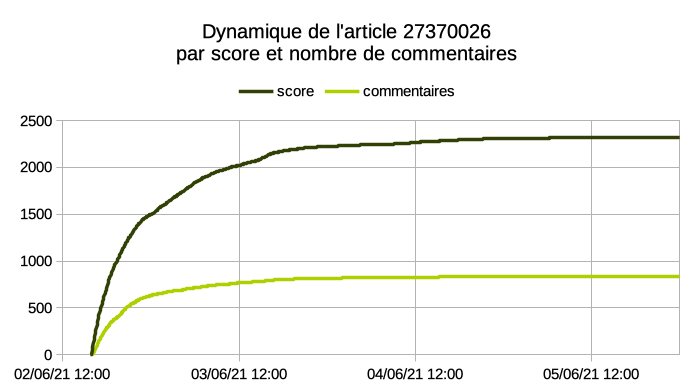 Dynamique de l'article 27370026
par score et nombre de commentaires
score commentaires
2500
2000
1500
1000
500
0
02/06/21 12:00 03/06/21 12:00 04/06/21 12:00 05/06/21 12:00